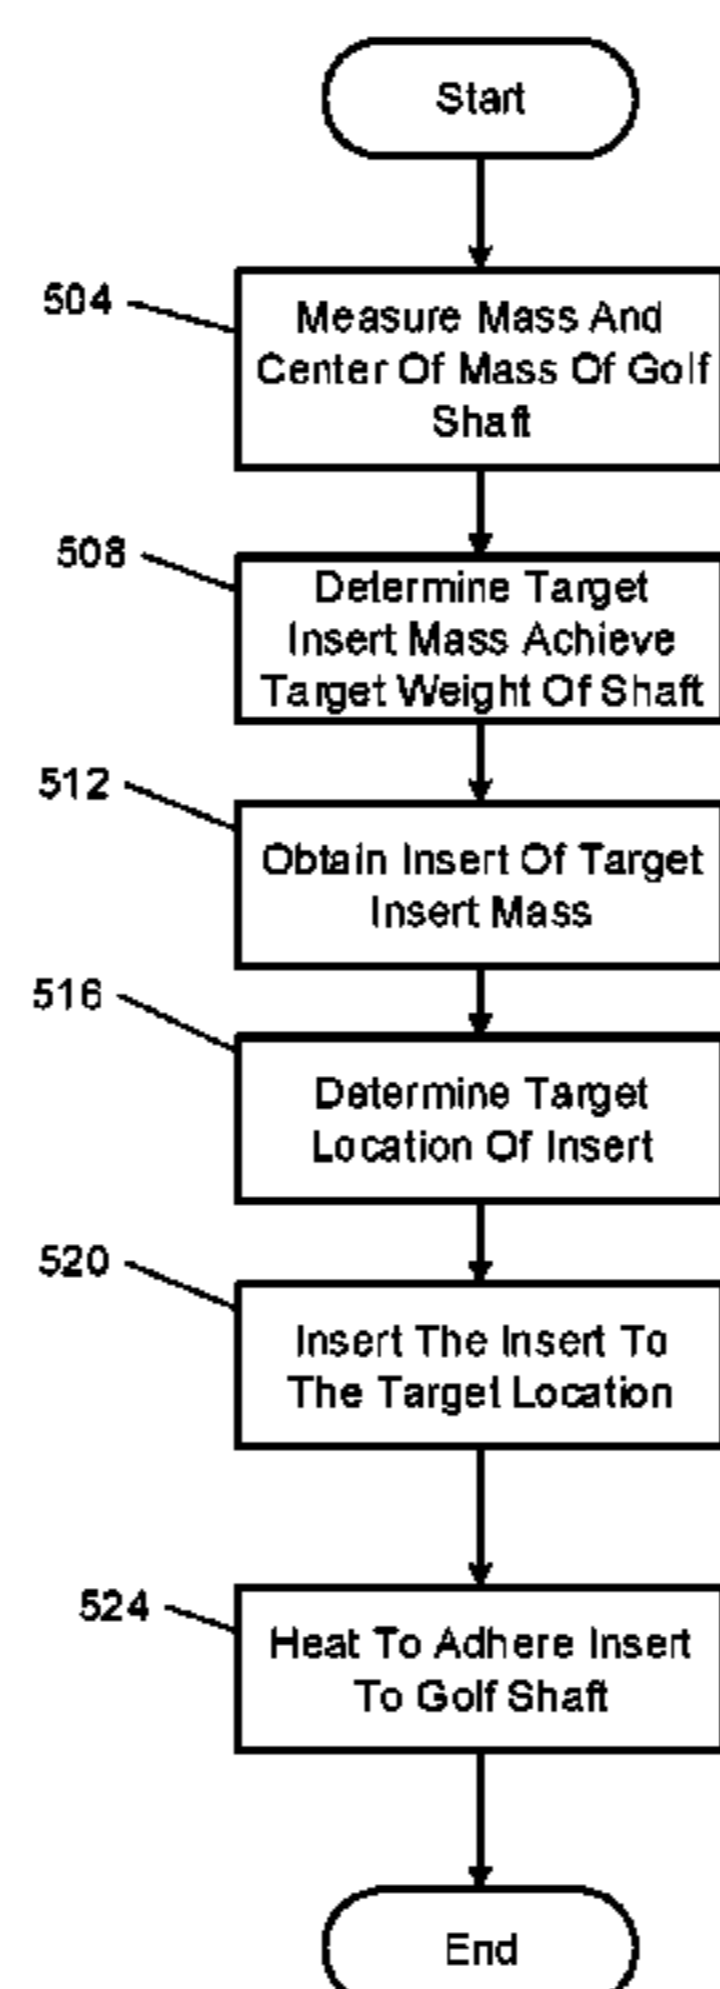 Start
504
Measure Mass And
Center Of Mass Of Golf
Shaft
508
Determine Target
Insert Mass Achieve
Target Weight Of Shaft
512
Obtain Insert Of Target
Insert Mass
516
Determine Target
Location Of Insert
520
Insert The Insert To
The Target Location
524
Heat To Adhere Insert
To Golf Shaft
End